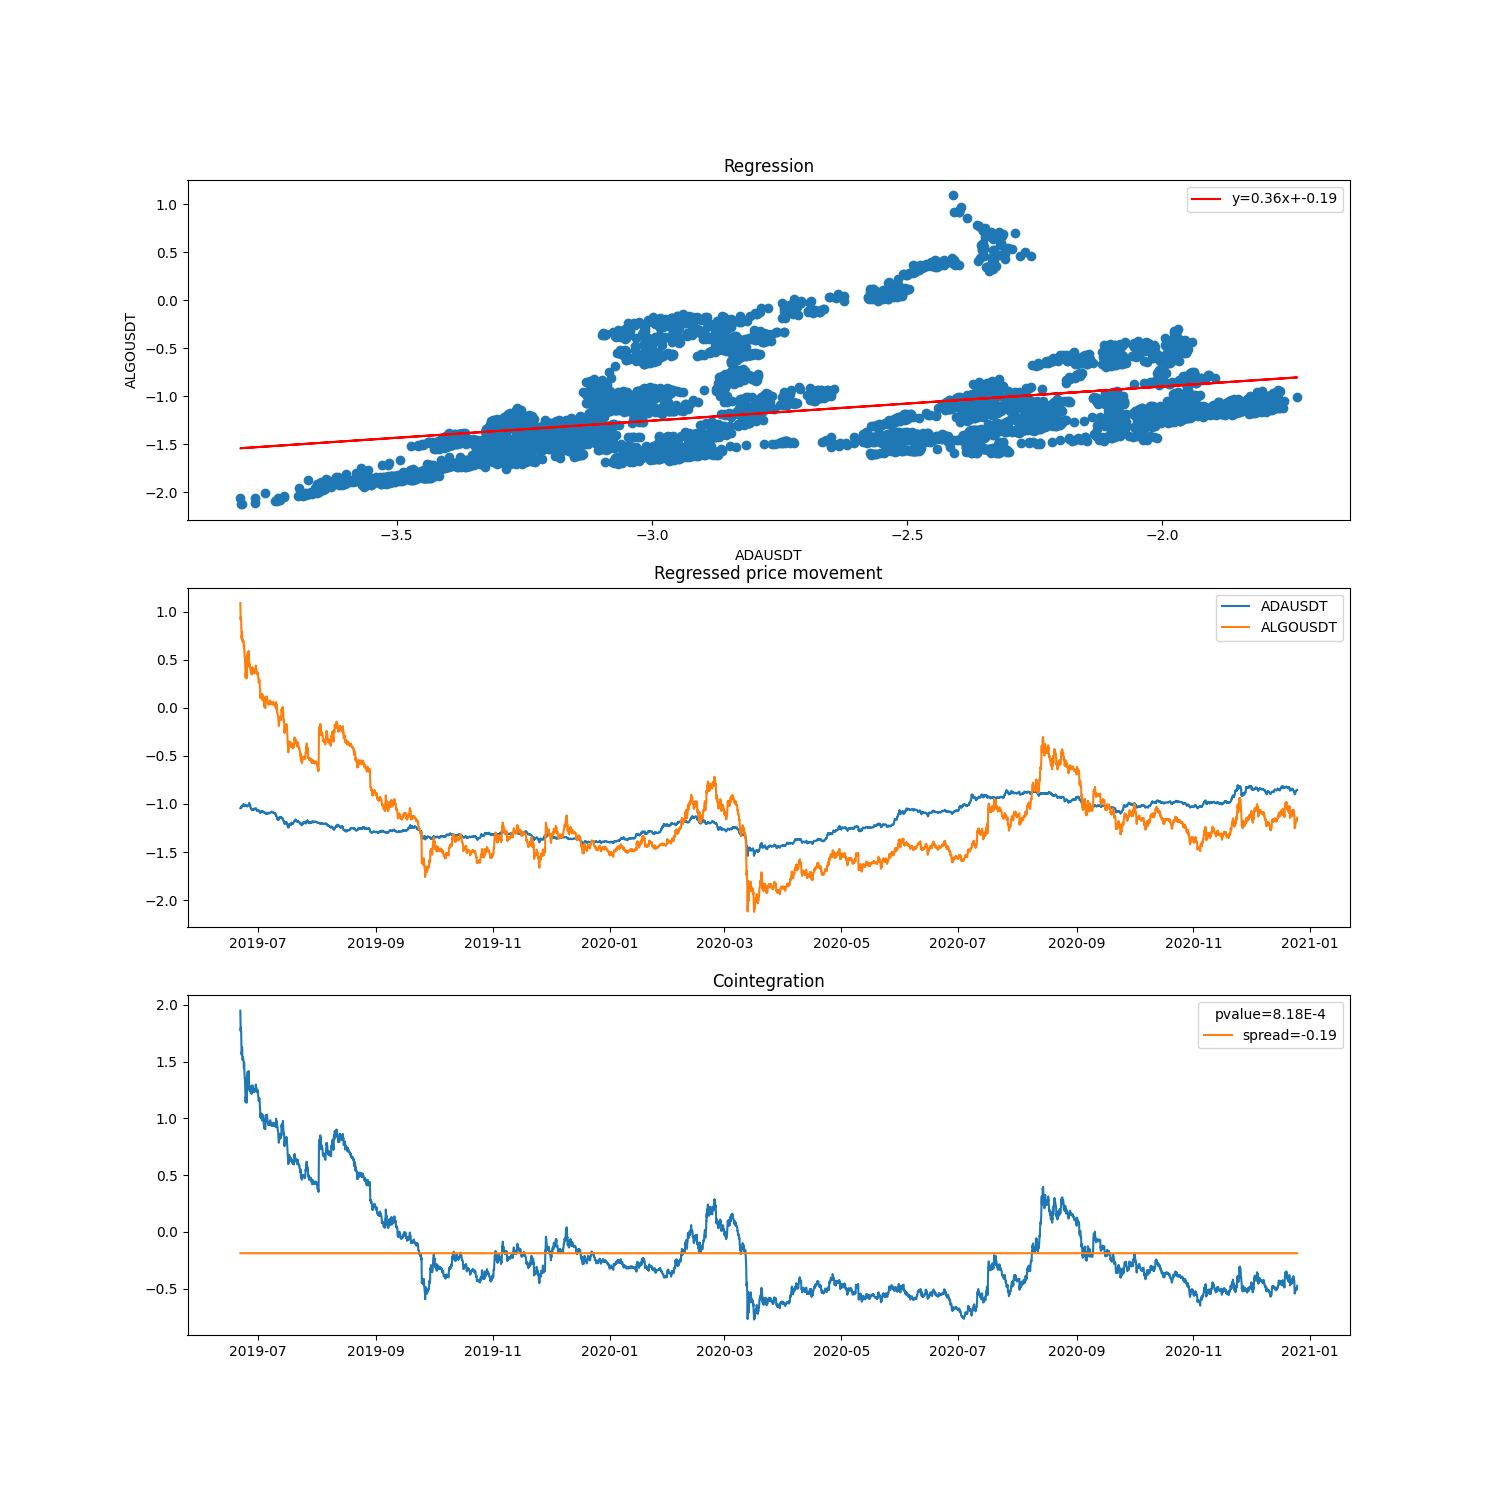 Regression
y=0.36x+-0.19
1.0
0.5
0.0
−0.5
−1.0
−1.5
−2.0
ALGOUSDT
−3.5 −3.0 −2.5 −2.0
ADAUSDT
Regressed price movement
ADAUSDT
ALGOUSDT
1.0
0.5
0.0
−0.5
−1.0
−1.5
−2.0
2019-07 2019-09 2019-11 2020-01 2020-03 2020-05 2020-07 2020-09 2020-11 2021-01
Cointegration
pvalue=8.18E-4
spread=-0.19
2.0
1.5
1.0
0.5
0.0
−0.5
2019-07 2019-09 2019-11 2020-01 2020-03 2020-05 2020-07 2020-09 2020-11 2021-01